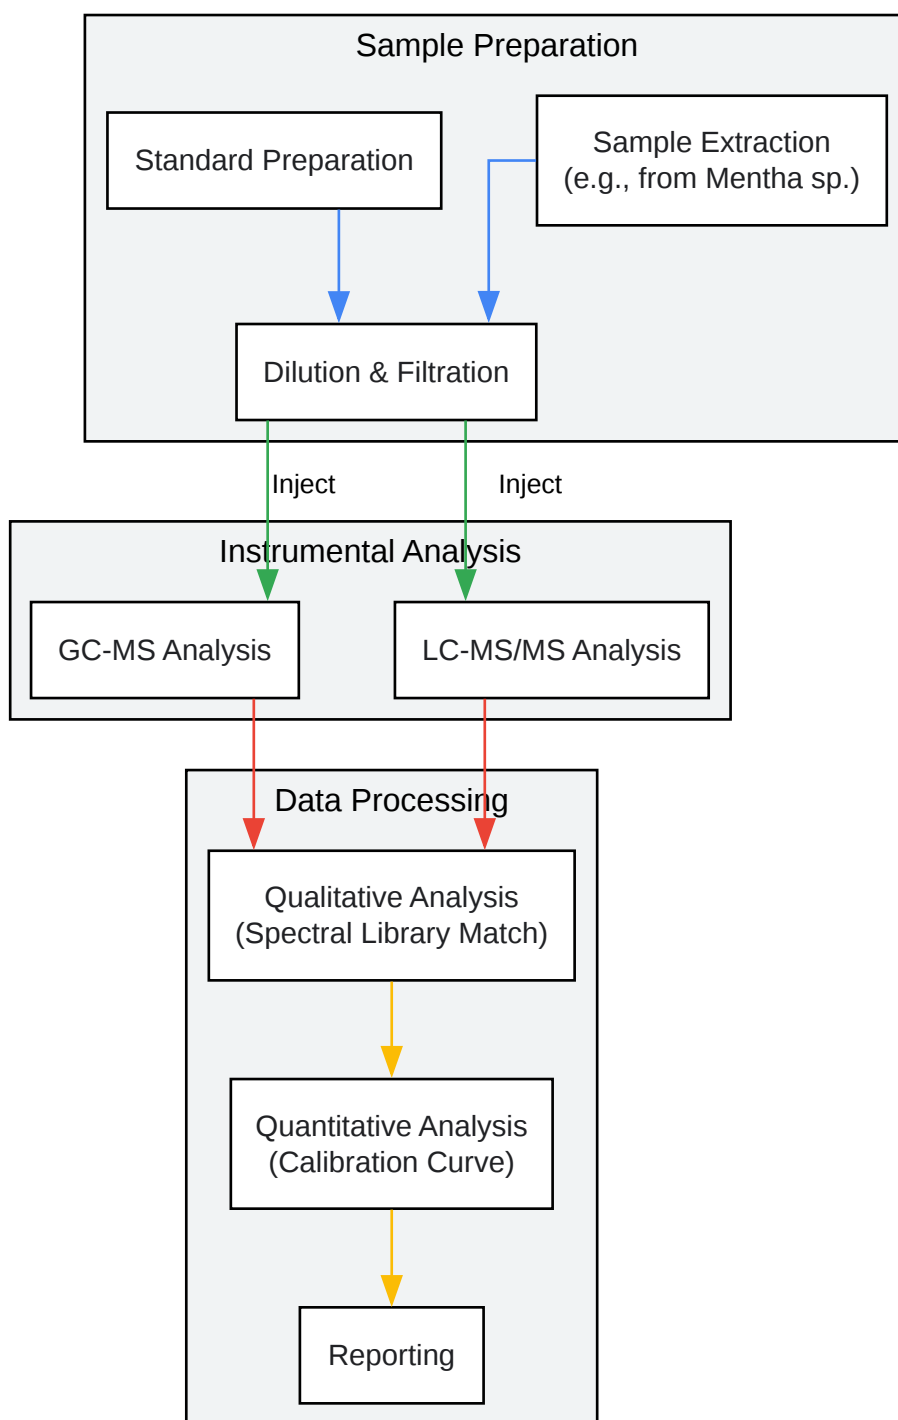 Sample Preparation
Standard Preparation
Sample Extraction
(e.g., from Mentha sp.)
Dilution & Filtration
Inject
Inject
Instrumental Analysis
GC-MS Analysis
LC-MS/MS Analysis
Data Processing
Qualitative Analysis
(Spectral Library Match)
Quantitative Analysis
(Calibration Curve)
Reporting